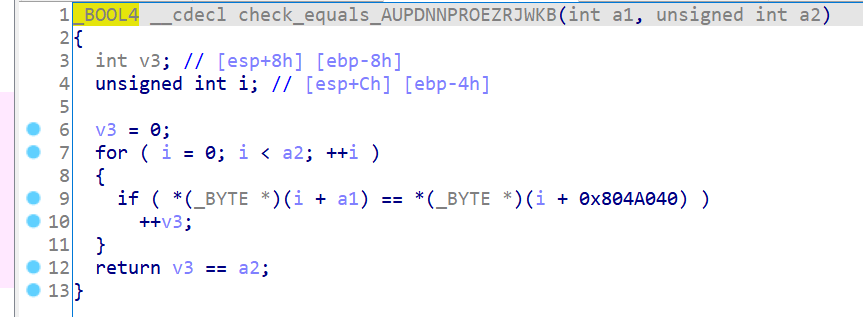 1 _BOOL4 __cdecl check_equals_AUPDNNPROEZRJWKB(int a1, unsigned int a2)
2 {
3 int v3; // [esp+8h] [ebp-8h]
4 unsigned int i; // [esp+Ch] [ebp-4h]
5
6 v3 = 0;
7 for ( i = 0; i < a2; ++i )
8 {
9 if ( *(_BYTE *)(i + a1) == *(_BYTE *)(i + 0x804A040) )
10 ++v3;
11 }
12 return v3 == a2;
13 }